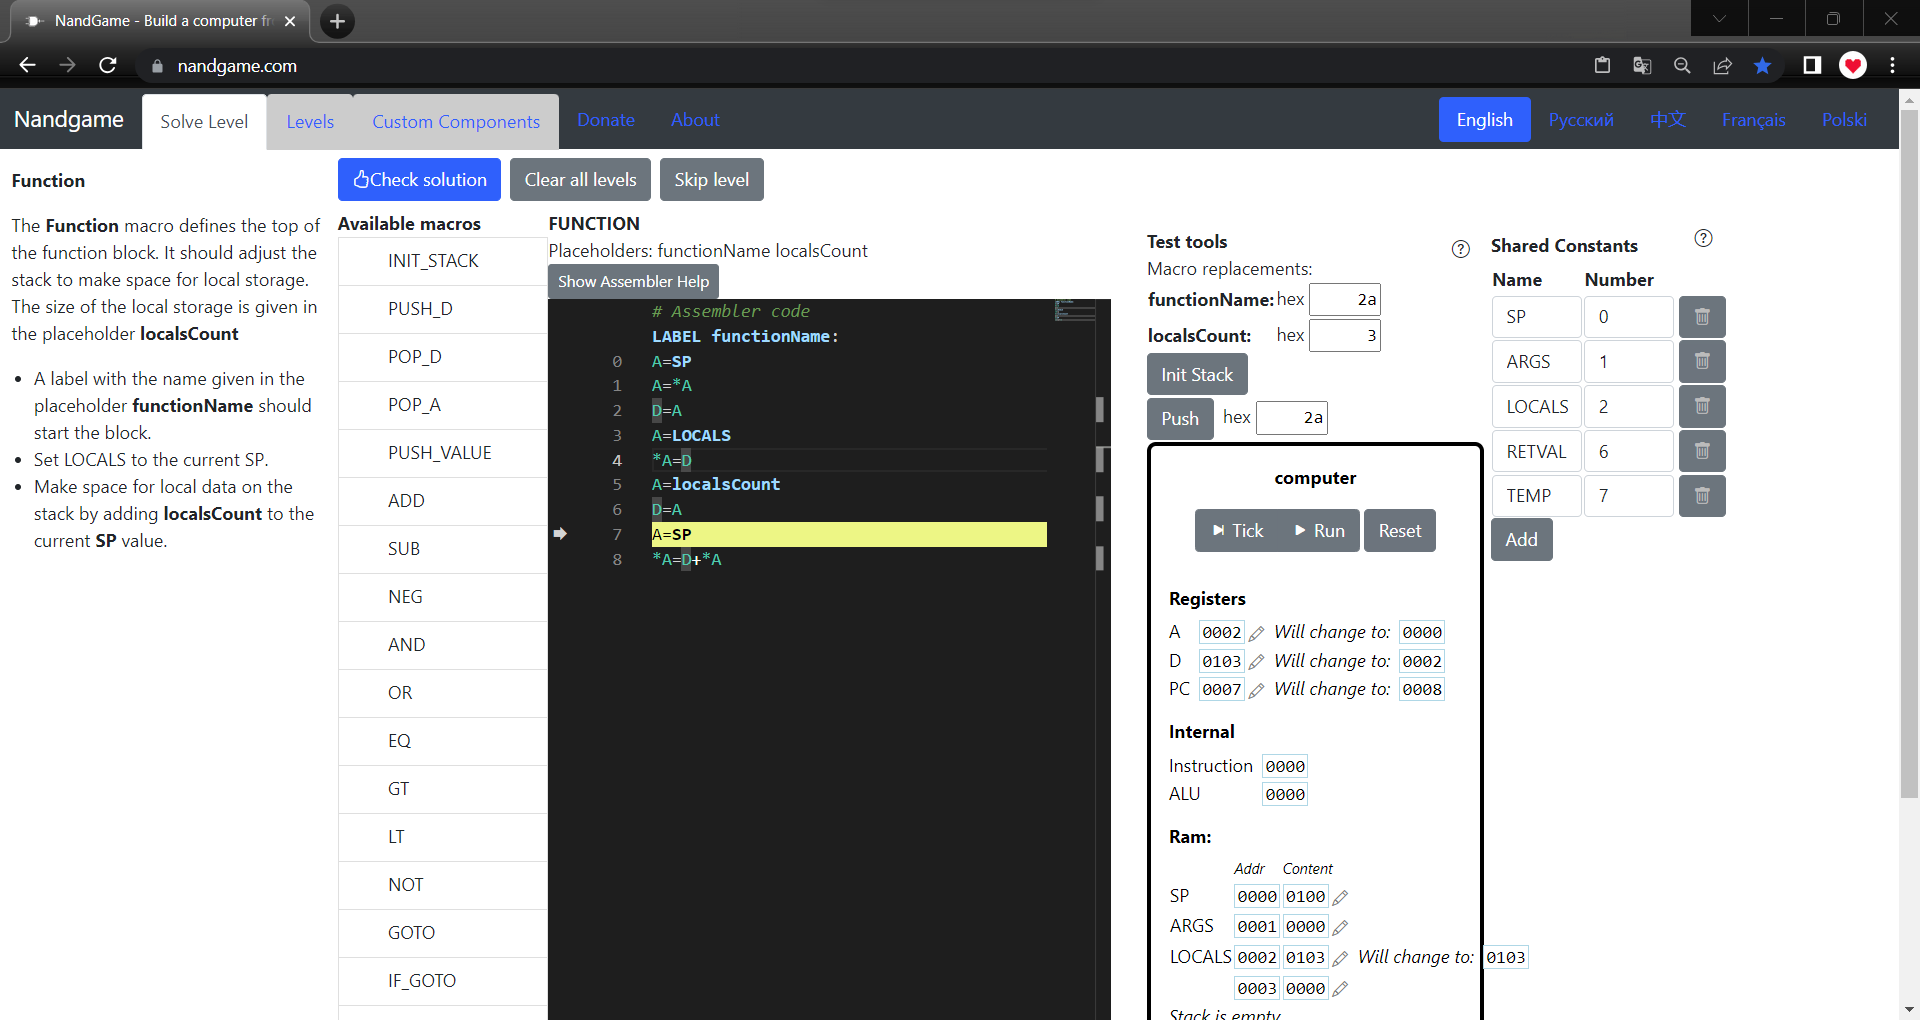 NandGame - Build a computer fr
nandgame.com
Nandgame
Solve Level
Levels
Custom Components
Donate
About
English
Русский
中文
Français
Polski
Function
The Function macro defines the top of
the function block. It should adjust the
stack to make space for local storage.
The size of the local storage is given in
the placeholder localsCount
• A label with the name given in the
placeholder functionName should
start the block.
• Set LOCALS to the current SP.
• Make space for local data on the
stack by adding localsCount to the
current SP value.
Check solution
Clear all levels
Skip level
Available macros
INIT_STACK
PUSH_D
POP_D
POP_A
PUSH_VALUE
ADD
SUB
NEG
AND
OR
EQ
GT
LT
NOT
GOTO
IF_GOTO
FUNCTION
Placeholders: functionName localsCount
Show Assembler Help
# Assembler code
LABEL functionName:
0 A=SP
1 A=*A
2 D=A
3 A=LOCALS
4 *A=D
5 A=localsCount
6 D=A
7 A=SP
8 *A=D+*A
Test tools
Macro replacements:
functionName: hex 2a
localsCount: hex 3
Init Stack
Push hex 2a
computer
Tick Run Reset
Registers
A 0002 Will change to: 0000
D 0103 Will change to: 0002
PC 0007 Will change to: 0008
Internal
Instruction 0000
ALU 0000
Ram:
Addr Content
SP 0000 0100
ARGS 0001 0000
LOCALS 0002 0103 Will change to: 0103
0003 0000
Stack is empty
Shared Constants
Name Number
SP 0
ARGS 1
LOCALS 2
RETVAL 6
TEMP 7
Add